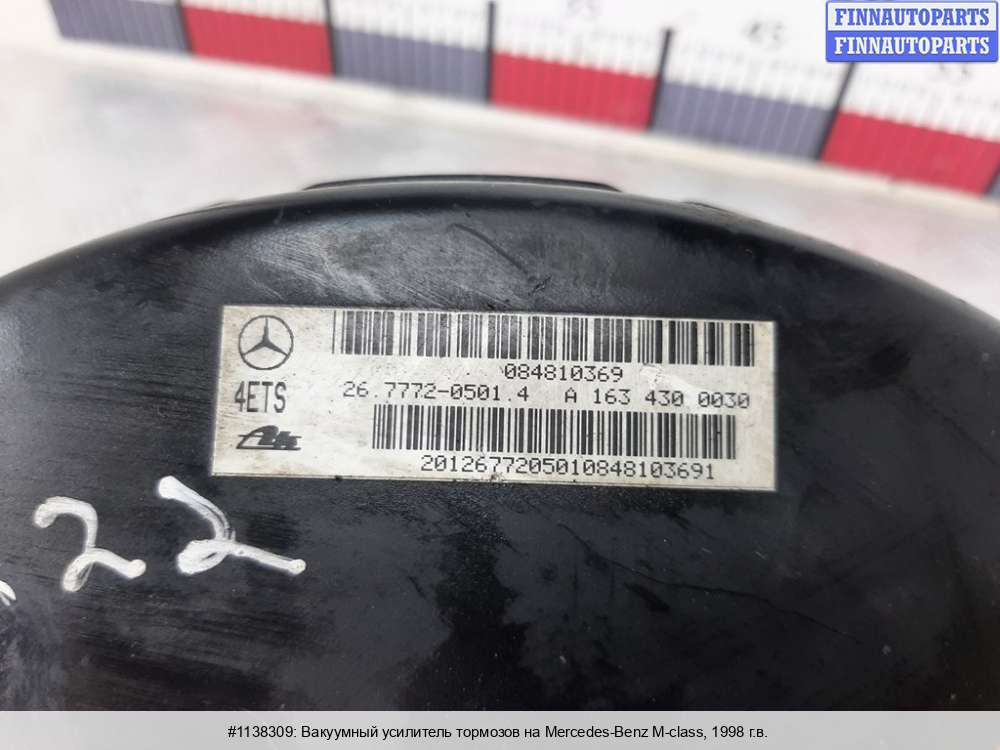 FINNAUTOPARTS
FINNAUTOPARTS
084810369
4ETS
26.7772-0501.4 A 163 430 0030
Ate
2012677205010848103691
22
#1138309: Вакуумный усилитель тормозов на Mercedes-Benz M-class, 1998 г.в.